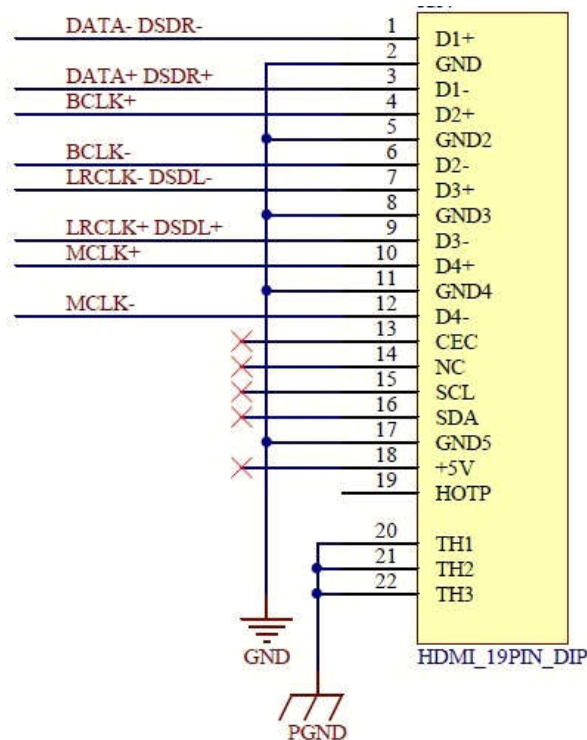 DATA- DSDR- 1 D1+
2 GND
DATA+ DSDR+ 3 D1-
BCLK+ 4 D2+
5 GND2
BCLK- 6 D2-
LRCLK- DSDL- 7 D3+
8 GND3
LRCLK+ DSDL+ 9 D3-
MCLK+ 10 D4+
11 GND4
MCLK- 12 D4-
13 CEC
14 NC
15 SCL
16 SDA
17 GND5
18 +5V
19 HOTP
20 TH1
21 TH2
22 TH3
GND HDMI_19PIN_DIP
PGND